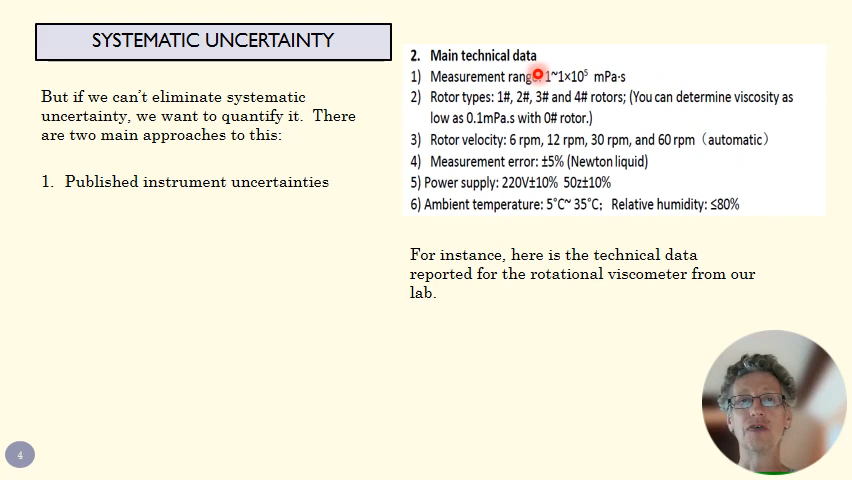 SYSTEMATIC UNCERTAINTY
But if we can't eliminate systematic
uncertainty, we want to quantify it.  There
are two main approaches to this:
1.  Published instrument uncertainties
2.  Main technical data
1)  Measurement range: 1~1×10⁵  mPa·s
2)  Rotor types: 1#, 2#, 3# and 4# rotors; (You can determine viscosity as
low as 0.1mPa.s with 0# rotor.)
3)  Rotor velocity: 6 rpm, 12 rpm, 30 rpm, and 60 rpm（automatic）
4)  Measurement error: ±5% (Newton liquid)
5) Power supply: 220V±10%  50z±10%
6) Ambient temperature: 5°C~ 35°C;  Relative humidity: ≤80%
For instance, here is the technical data
reported for the rotational viscometer from our
lab.
4